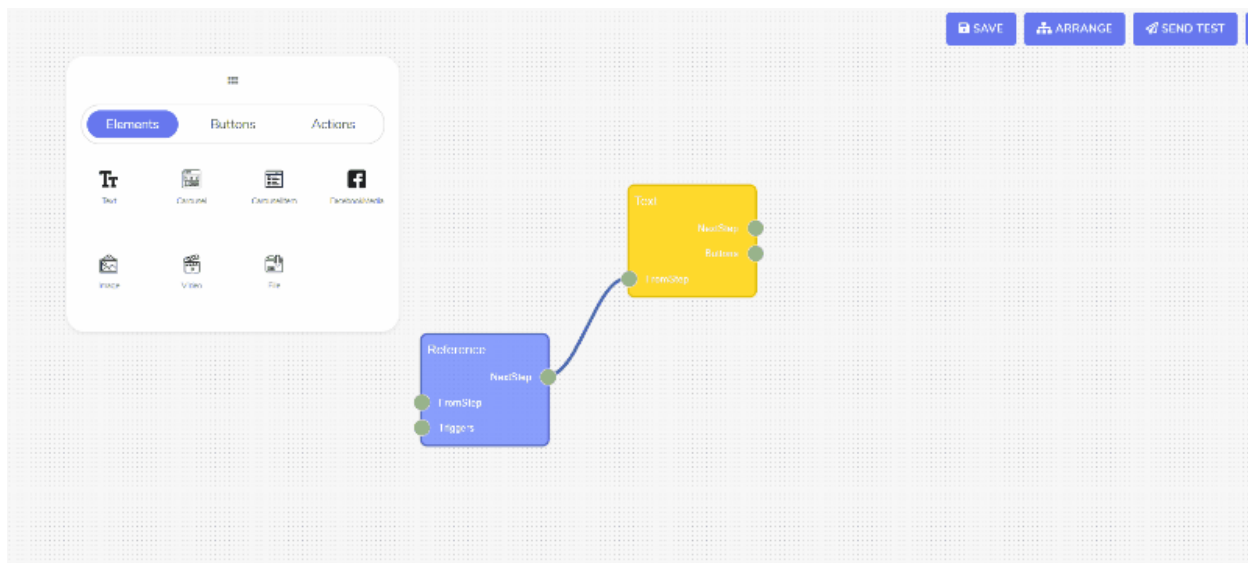 SAVE
ARRANGE
SEND TEST
Elements
Buttons
Actions
Text
Carousel
CarouselItem
FacebookMedia
Image
Video
File
Text
NextStep
Buttons
FromStep
Reference
NextStep
FromStep
Triggers